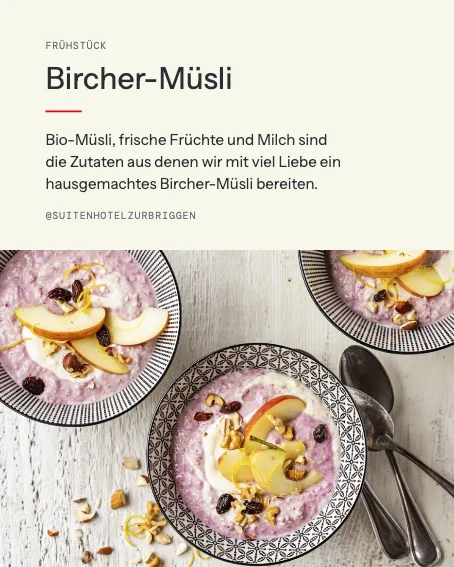 FRÜHSTÜCK
Bircher-Müsli
Bio-Müsli, frische Früchte und Milch sind
die Zutaten aus denen wir mit viel Liebe ein
hausgemachtes Bircher-Müsli bereiten.
@SUITENHOTELZURBRIGGEN